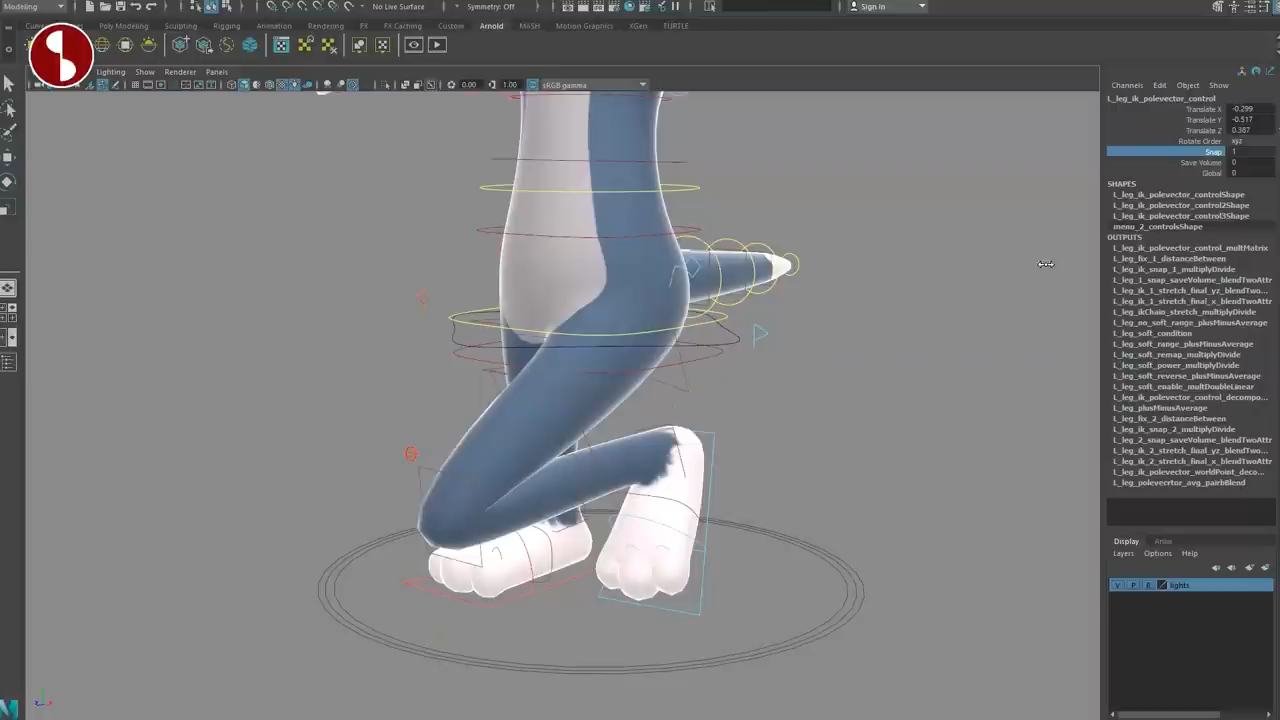 Modeling
No Live Surface
Symmetry: Off
Sign In
Poly Modeling
Sculpting
Rigging
Animation
Rendering
FX
FX Caching
Custom
Arnold
MASH
Motion Graphics
XGen
TURTLE
Lighting
Show
Renderer
Panels
0.00
1.00
sRGB gamma
Channels
Edit
Object
Show
L_leg_ik_polevector_control
Translate X -0.299
Translate Y -0.517
Translate Z 0.387
Rotate Order xyz
Snap 1
Save Volume 0
Global 0
SHAPES
L_leg_ik_polevector_controlShape
L_leg_ik_polevector_control2Shape
L_leg_ik_polevector_control3Shape
menu_2_controlsShape
OUTPUTS
L_leg_ik_polevector_control_multMatrix
L_leg_fix_1_distanceBetween
L_leg_ik_snap_1_multiplyDivide
L_leg_1_snap_saveVolume_blendTwoAttr
L_leg_ik_1_stretch_final_yz_blendTwo...
L_leg_ik_1_stretch_final_x_blendTwoAttr
L_leg_ikChain_stretch_multiplyDivide
L_leg_no_soft_range_plusMinusAverage
L_leg_soft_condition
L_leg_soft_range_plusMinusAverage
L_leg_soft_remap_multiplyDivide
L_leg_soft_power_multiplyDivide
L_leg_soft_reverse_plusMinusAverage
L_leg_soft_enable_multDoubleLinear
L_leg_ik_polevector_control_decompo...
L_leg_plusMinusAverage
L_leg_fix_2_distanceBetween
L_leg_ik_snap_2_multiplyDivide
L_leg_2_snap_saveVolume_blendTwoAttr
L_leg_ik_2_stretch_final_yz_blendTwo...
L_leg_ik_2_stretch_final_x_blendTwoAttr
L_leg_ik_polevector_worldPoint_deco...
L_leg_polevecrtor_avg_pairBlend
Display
Anim
Layers
Options
Help
V P R lights